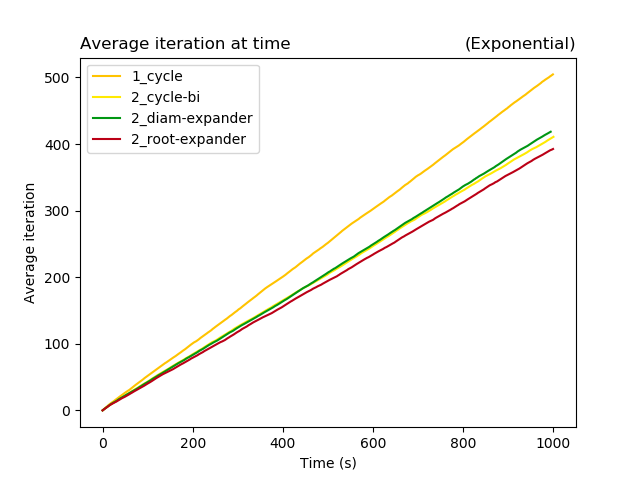 Average iteration at time
(Exponential)
1_cycle
2_cycle-bi
2_diam-expander
2_root-expander
500
400
300
200
100
0
Average iteration
0 200 400 600 800 1000
Time (s)